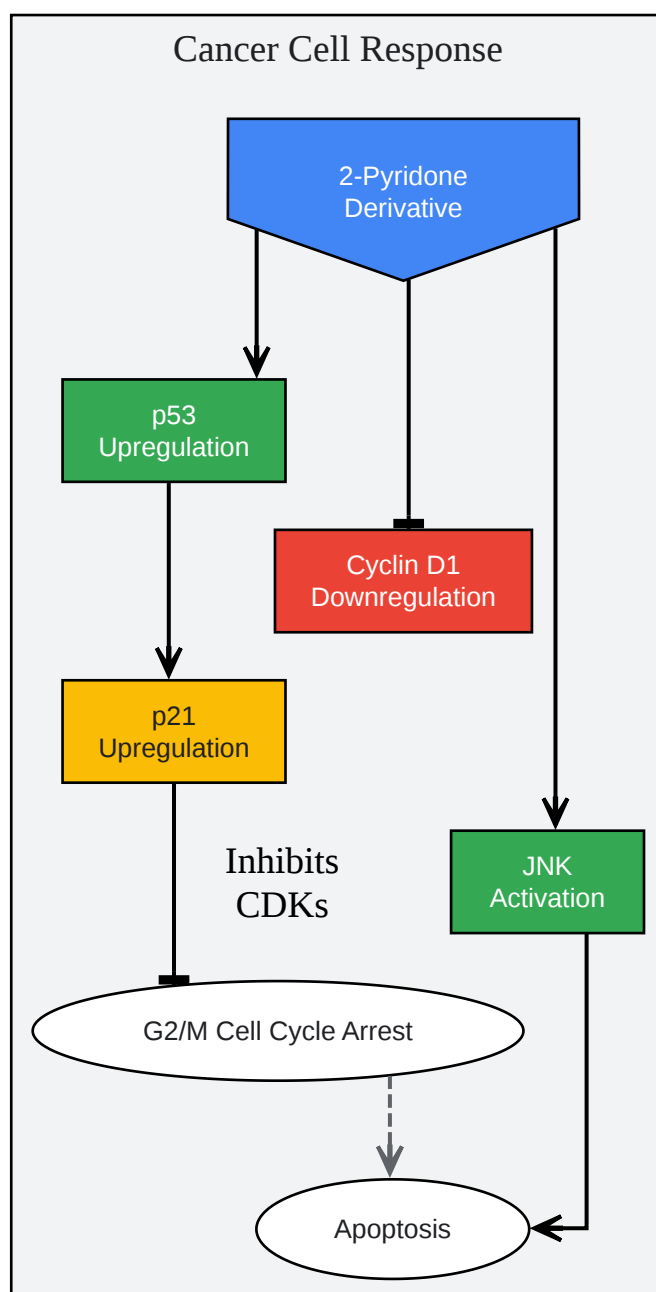 Cancer Cell Response
2-Pyridone
Derivative
p53
Upregulation
Cyclin D1
Downregulation
p21
Upregulation
Inhibits
CDKs
JNK
Activation
G2/M Cell Cycle Arrest
Apoptosis